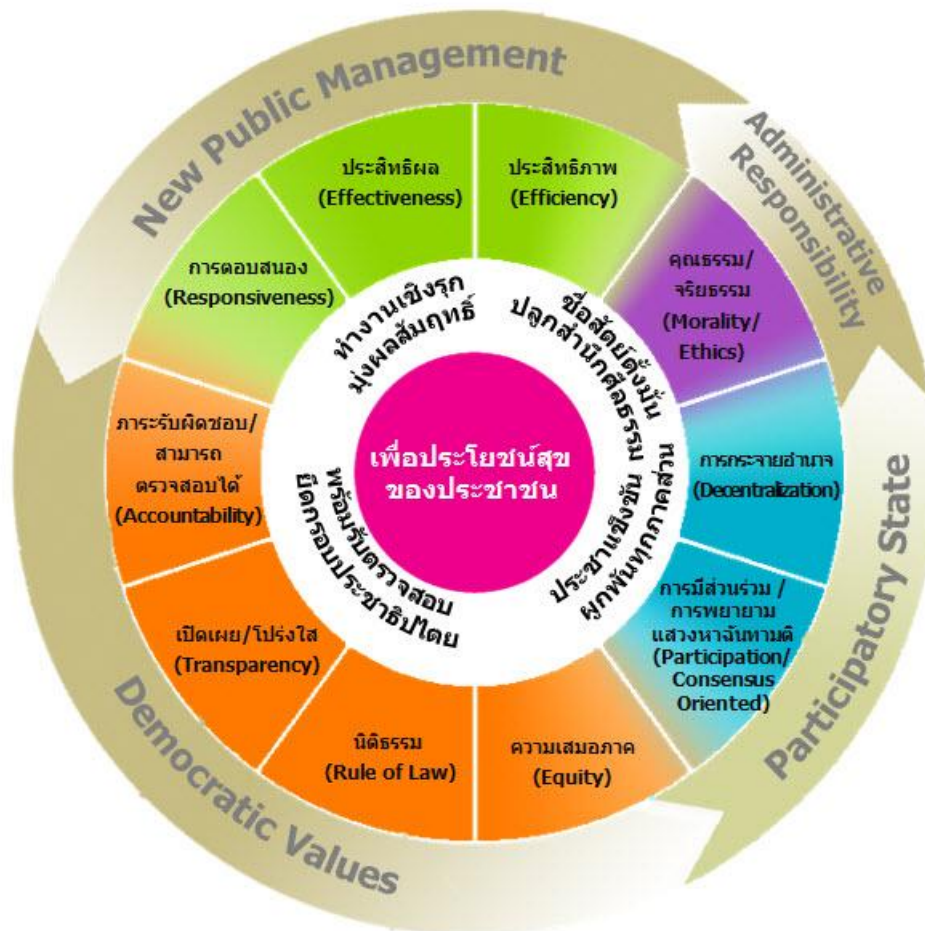 New Public Management
Administrative
Responsibility
Participatory State
Democratic Values
ประสิทธิผล
(Effectiveness)
ประสิทธิภาพ
(Efficiency)
คุณธรรม/
จริยธรรม
(Morality/
Ethics)
การกระจายอำนาจ
(Decentralization)
การมีส่วนร่วม /
การพยายาม
แสวงหาฉันทามติ
(Participation/
Consensus
Oriented)
ความเสมอภาค
(Equity)
นิติธรรม
(Rule of Law)
เปิดเผย/โปร่งใส
(Transparency)
ภาระรับผิดชอบ/
สามารถ
ตรวจสอบได้
(Accountability)
การตอบสนอง
(Responsiveness)
ทำงานเชิงรุก
มุ่งผลสัมฤทธิ์
ซื่อสัตย์ตั้งมั่น
ปลูกสำนึกศีลธรรม
ประชาแข็งขัน
ผูกพันทุกภาคส่วน
พร้อมรับตรวจสอบ
ยึดกรอบประชาธิปไตย
เพื่อประโยชน์สุข
ของประชาชน